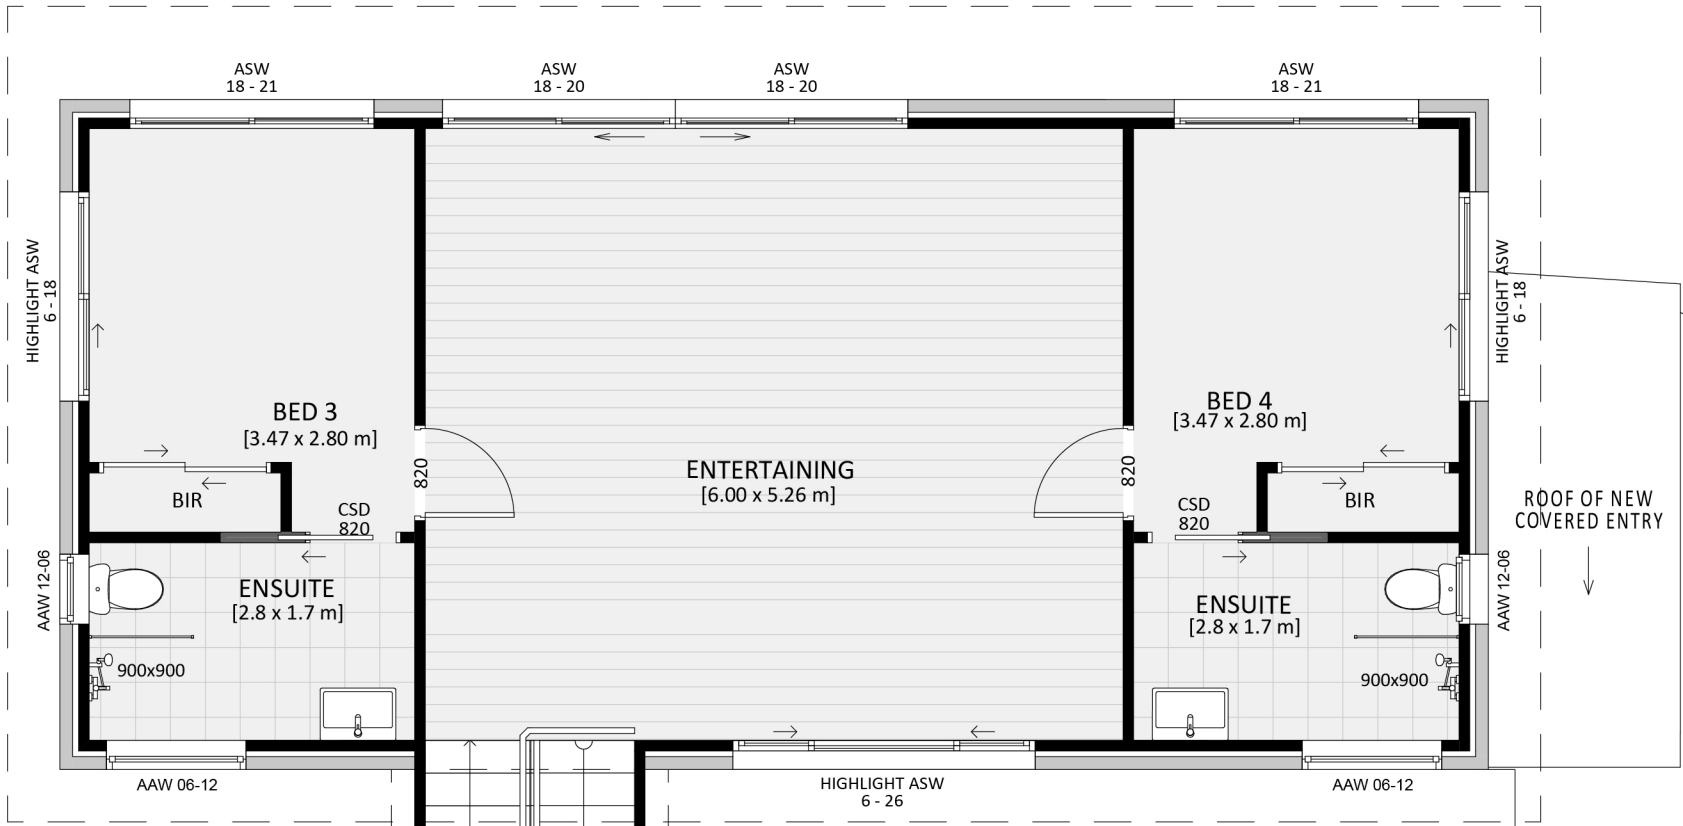 ASW
18 - 21
ASW
18 - 20
ASW
18 - 20
ASW
18 - 21
HIGHLIGHT ASW
6 - 18
HIGHLIGHT ASW
6 - 18
BED 3
[3.47 x 2.80 m]
BED 4
[3.47 x 2.80 m]
ENTERTAINING
[6.00 x 5.26 m]
820
820
BIR
BIR
CSD
820
CSD
820
ROOF OF NEW
COVERED ENTRY
AAW 12-06
AAW 12-06
ENSUITE
[2.8 x 1.7 m]
ENSUITE
[2.8 x 1.7 m]
900x900
900x900
AAW 06-12
HIGHLIGHT ASW
6 - 26
AAW 06-12